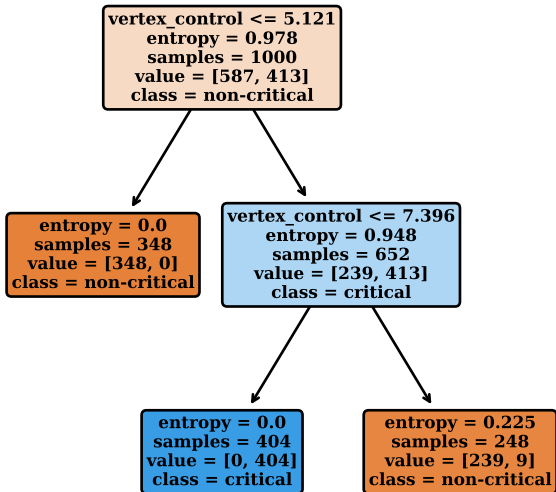 vertex_control <= 5.121
entropy = 0.978
samples = 1000
value = [587, 413]
class = non-critical
entropy = 0.0
samples = 348
value = [348, 0]
class = non-critical
vertex_control <= 7.396
entropy = 0.948
samples = 652
value = [239, 413]
class = critical
entropy = 0.0
samples = 404
value = [0, 404]
class = critical
entropy = 0.225
samples = 248
value = [239, 9]
class = non-critical